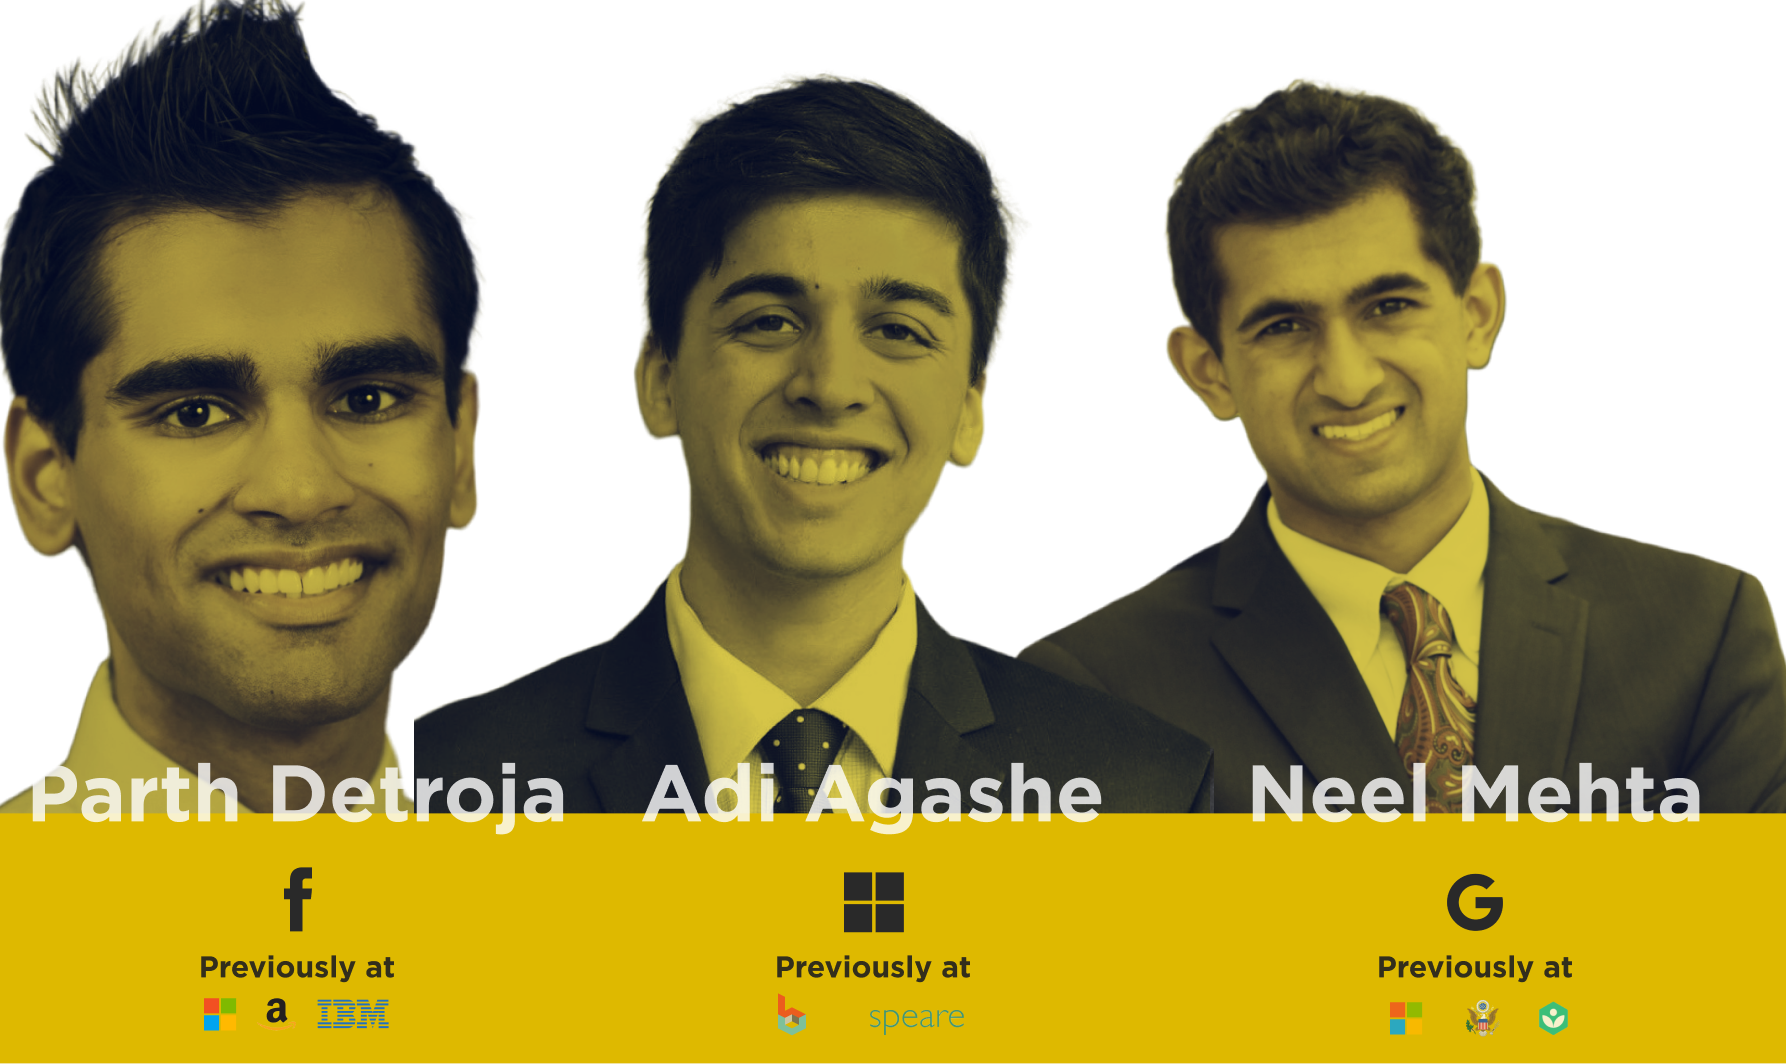 Parth Detroja
Adi Agashe
Neel Mehta
f
G
Previously at
Previously at
Previously at
a
IBM
b
speare